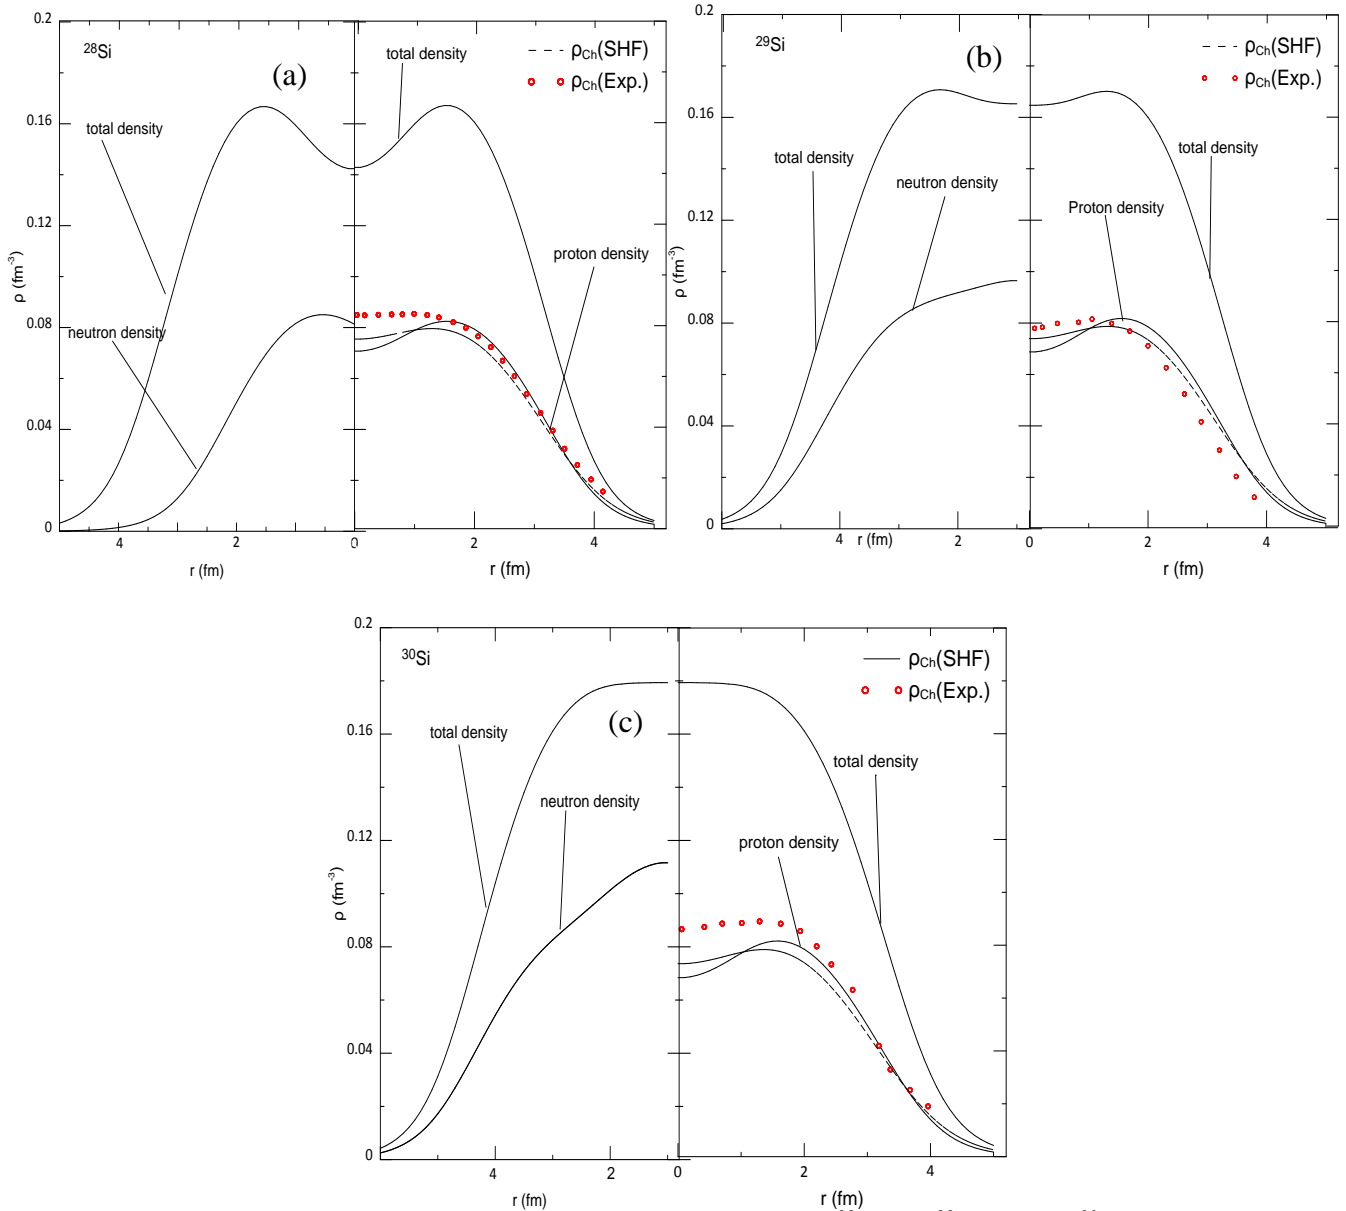 0.2
0.16
0.12
0.08
0.04
0
ρ (fm⁻³)
²⁸Si
(a)
total density
neutron density
4
2
r (fm)
total density
ρCh(SHF)
ρCh(Exp.)
proton density
0
2
4
r (fm)
0.2
0.16
0.12
0.08
0.04
0
ρ (fm⁻³)
²⁹Si
(b)
total density
neutron density
4
2
r (fm)
ρCh(SHF)
ρCh(Exp.)
total density
Proton density
0
2
4
r (fm)
0.2
0.16
0.12
0.08
0.04
0
ρ (fm⁻³)
³⁰Si
(c)
total density
neutron density
4
2
r (fm)
ρCh(SHF)
ρCh(Exp.)
total density
proton density
0
2
4
r (fm)